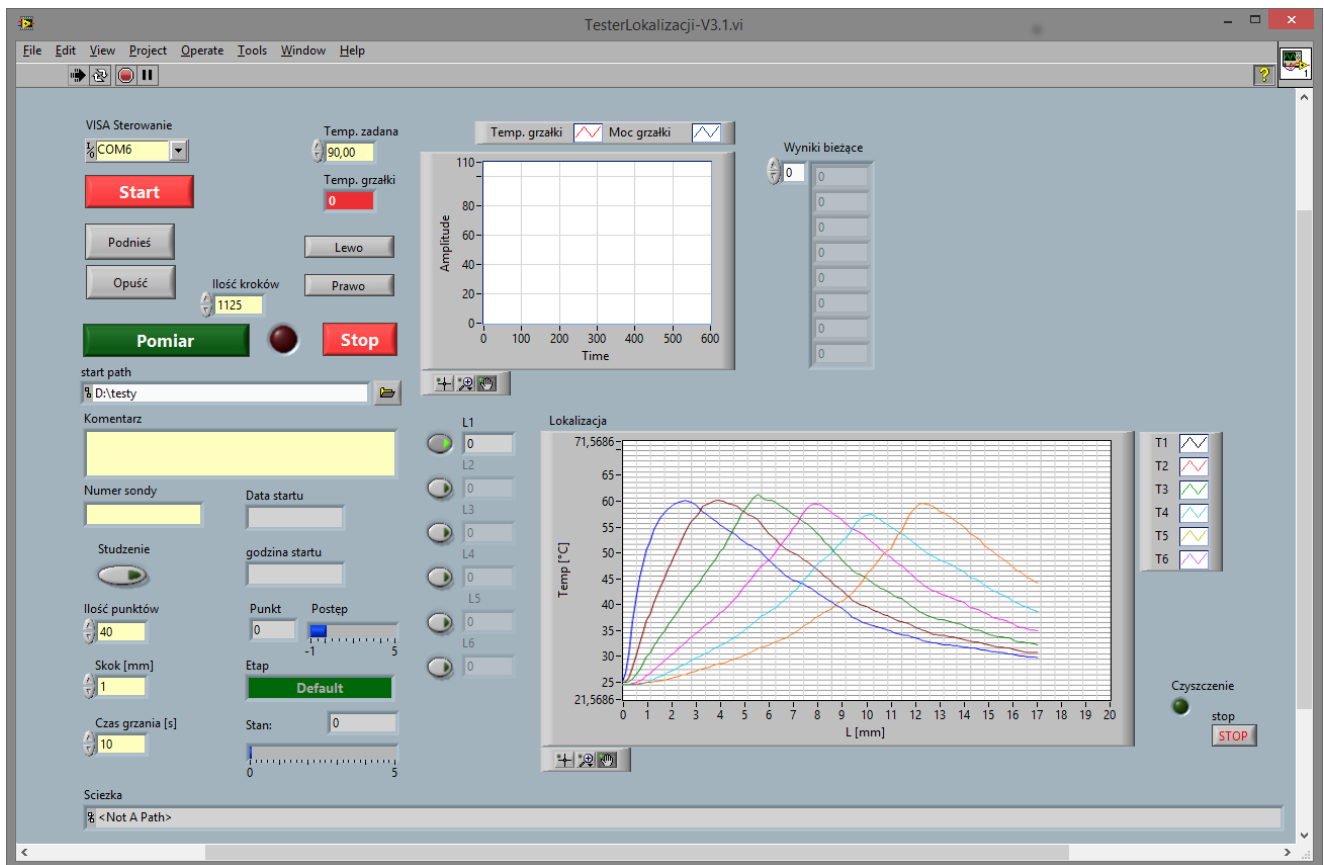 TesterLokalizacji-V3.1.vi
File Edit View Project Operate Tools Window Help
1
VISA Sterowanie
COM6
Temp. zadana
90,00
Start
Temp. grzałki
0
Podnieś
Lewo
Opuść
Ilość kroków
1125
Prawo
Pomiar
Stop
start path
D:\testy
Komentarz
Numer sondy
Data startu
Studzenie
godzina startu
Ilość punktów
40
Punkt
0
Postęp
-1 5
Skok [mm]
1
Etap
Default
Czas grzania [s]
10
Stan:
0
0 5
Temp. grzałki Moc grzałki
Amplitude
110
80
60
40
20
0
0 100 200 300 400 500 600
Time
Wyniki bieżące
0
0
0
0
0
0
0
0
0
L1
0
L2
0
L3
0
L4
0
L5
0
L6
0
Lokalizacja
Temp [°C]
71,5686
65
60
55
50
45
40
35
30
25
21,5686
0 1 2 3 4 5 6 7 8 9 10 11 12 13 14 15 16 17 18 19 20
L [mm]
T1
T2
T3
T4
T5
T6
Czyszczenie
stop
STOP
Sciezka
<Not A Path>